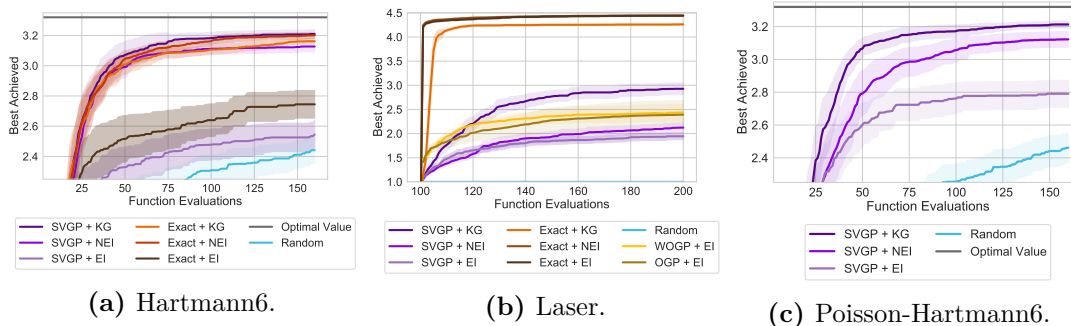 Best Achieved
3.2
3.0
2.8
2.6
2.4
25 50 75 100 125 150
Function Evaluations
SVGP + KG Exact + KG Optimal Value
SVGP + NEI Exact + NEI Random
SVGP + EI Exact + EI
(a) Hartmann6.
Best Achieved
4.5
4.0
3.5
3.0
2.5
2.0
1.5
1.0
100 120 140 160 180 200
Function Evaluations
SVGP + KG Exact + KG Random
SVGP + NEI Exact + NEI WOGP + EI
SVGP + EI Exact + EI OGP + EI
(b) Laser.
Best Achieved
3.2
3.0
2.8
2.6
2.4
25 50 75 100 125 150
Function Evaluations
SVGP + KG Random
SVGP + NEI Optimal Value
SVGP + EI
(c) Poisson-Hartmann6.